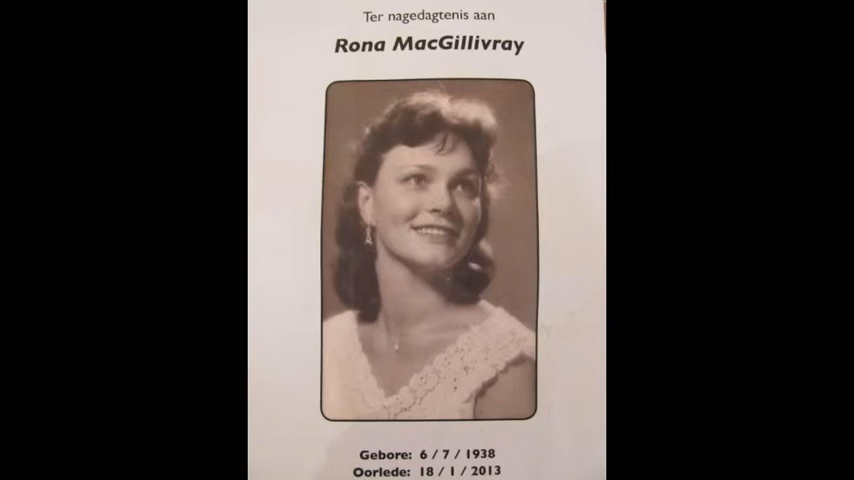 Ter nagedagtenis aan
Rona MacGillivray
Gebore: 6 / 7 / 1938
Oorlede: 18 / 1 / 2013